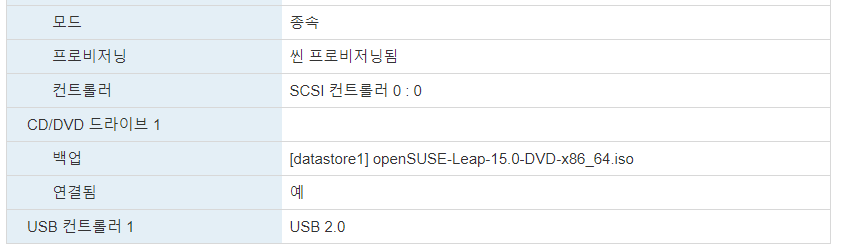 모드 종속
프로비저닝 씬 프로비저닝됨
컨트롤러 SCSI 컨트롤러 0 : 0
CD/DVD 드라이브 1
백업 [datastore1] openSUSE-Leap-15.0-DVD-x86_64.iso
연결됨 예
USB 컨트롤러 1 USB 2.0